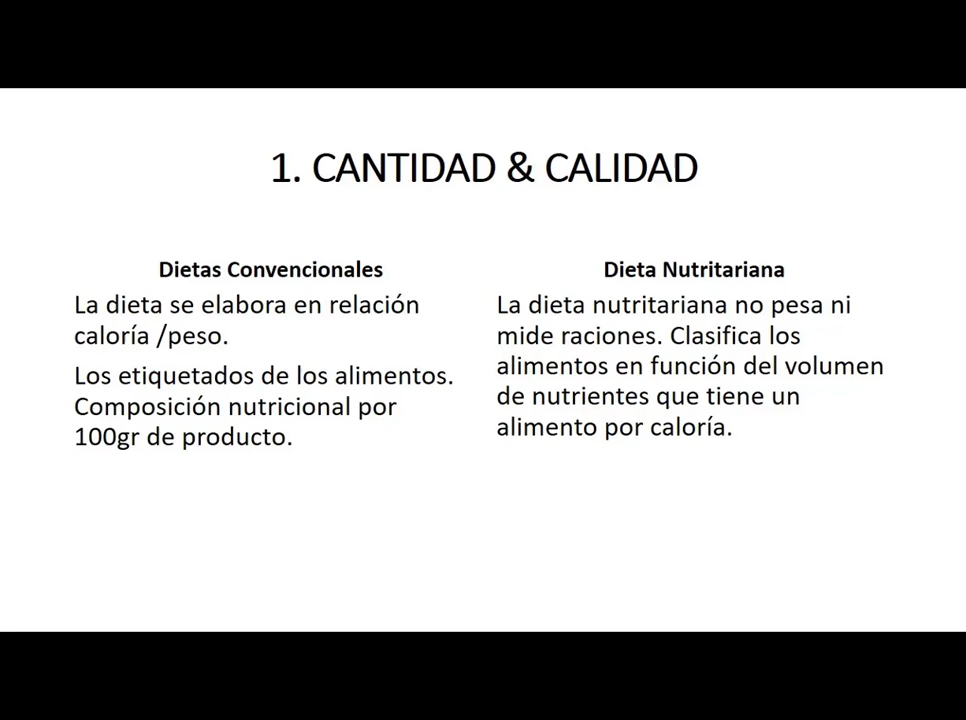 1. CANTIDAD & CALIDAD
Dietas Convencionales
La dieta se elabora en relación
caloría /peso.
Los etiquetados de los alimentos.
Composición nutricional por
100gr de producto.
Dieta Nutritariana
La dieta nutritariana no pesa ni
mide raciones. Clasifica los
alimentos en función del volumen
de nutrientes que tiene un
alimento por caloría.